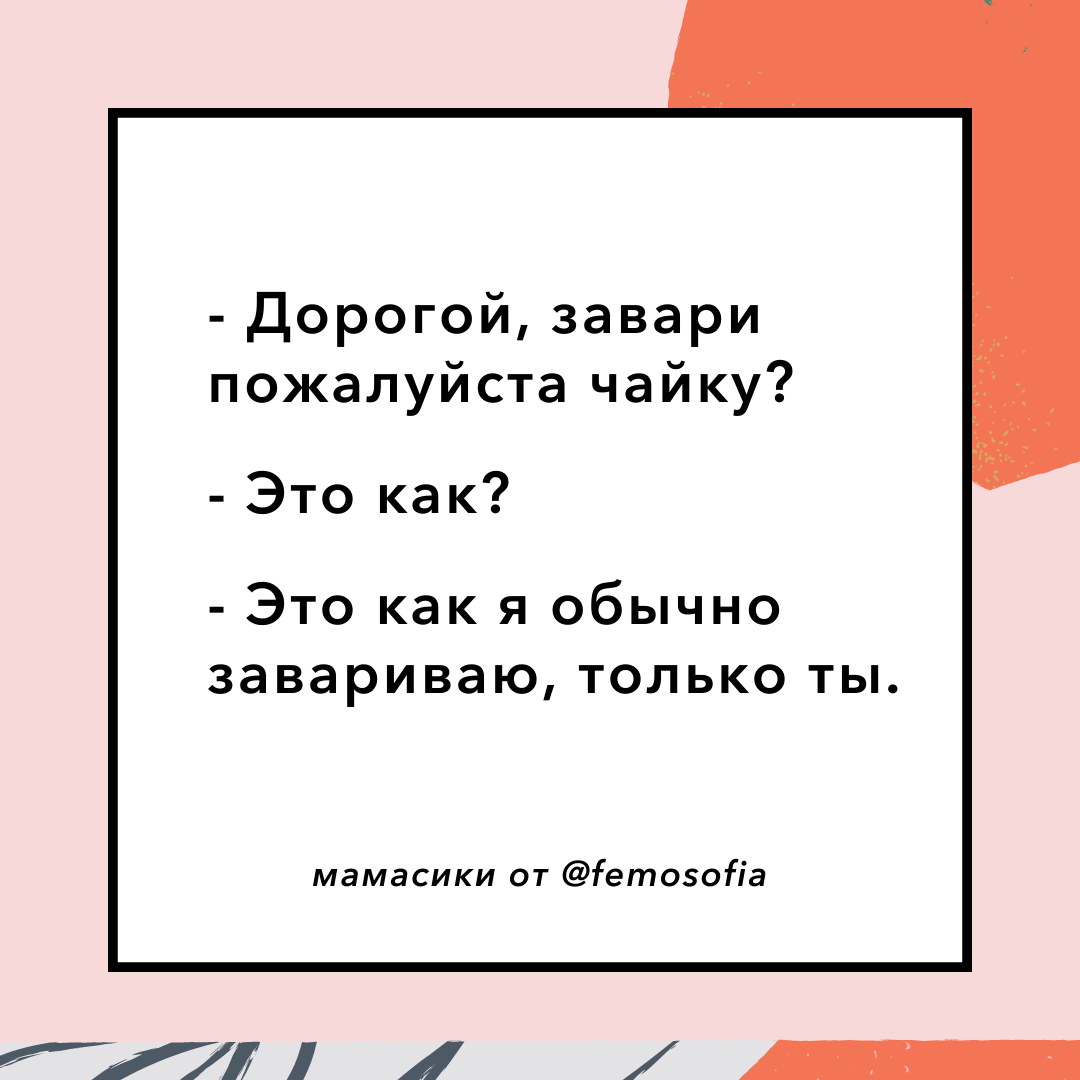 - Дорогой, завари
пожалуйста чайку?
- Это как?
- Это как я обычно
завариваю, только ты.
мамасики от @femosofia